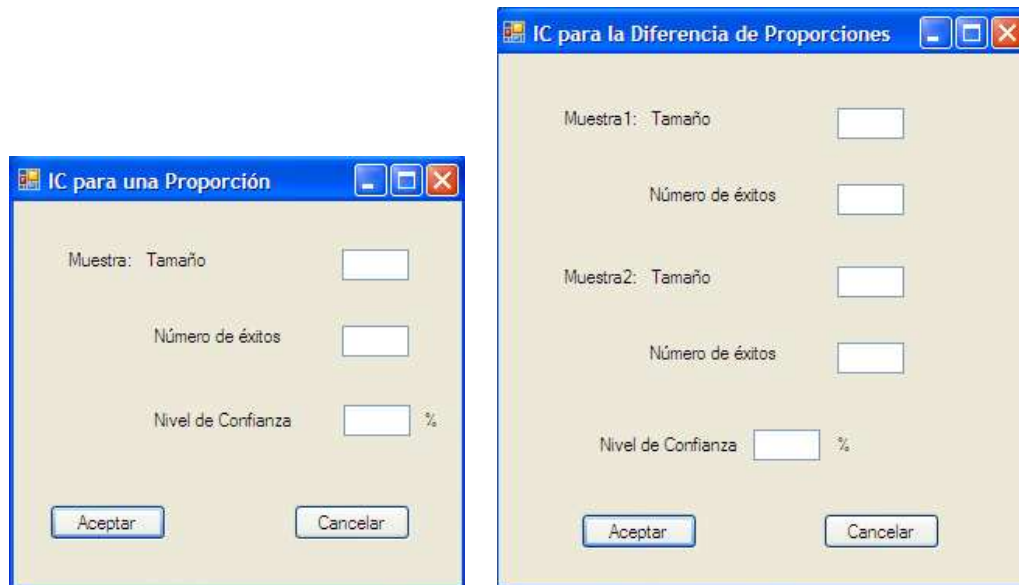 IC para una Proporción
Muestra: Tamaño
Número de éxitos
Nivel de Confianza %
Aceptar Cancelar
IC para la Diferencia de Proporciones
Muestra1: Tamaño
Número de éxitos
Muestra2: Tamaño
Número de éxitos
Nivel de Confianza %
Aceptar Cancelar